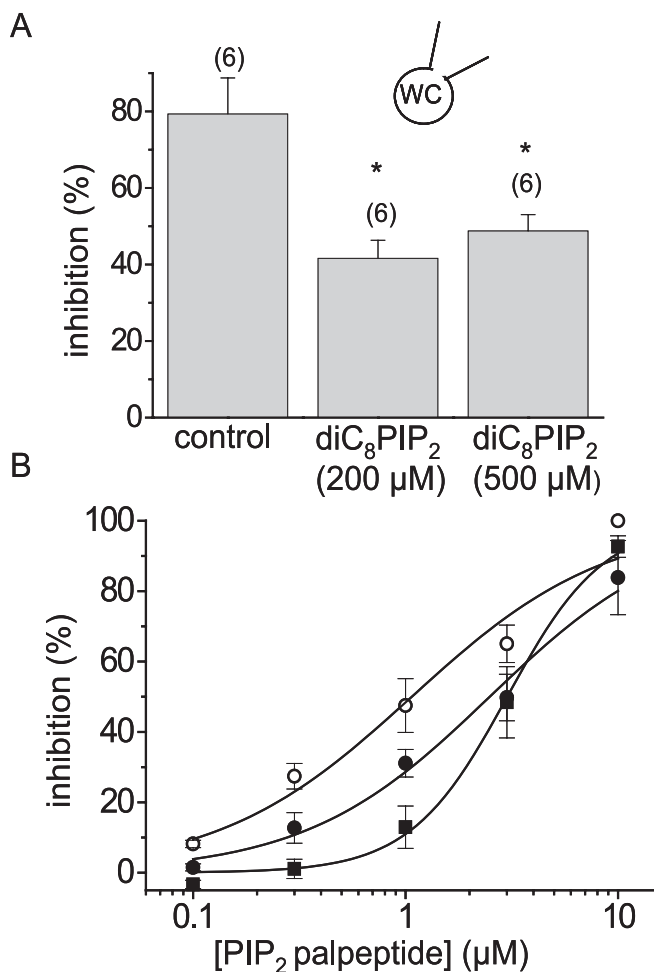 A
(6)
WC
*
*
(6)
(6)
80
60
40
20
0
inhibition (%)
control
diC₈PIP₂
(200 µM)
diC₈PIP₂
(500 µM)
B
100
80
60
40
20
0
inhibition (%)
0.1
1
10
[PIP₂ palpeptide] (µM)